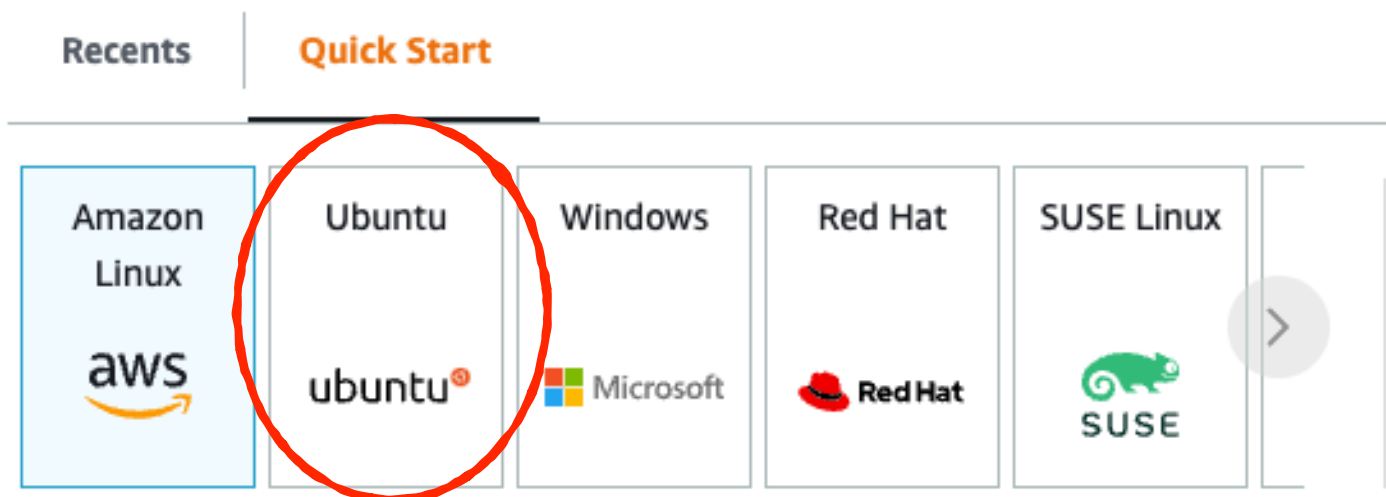 Recents
Quick Start
Amazon
Linux
aws
Ubuntu
ubuntu
Windows
Microsoft
Red Hat
Red Hat
SUSE Linux
SUSE